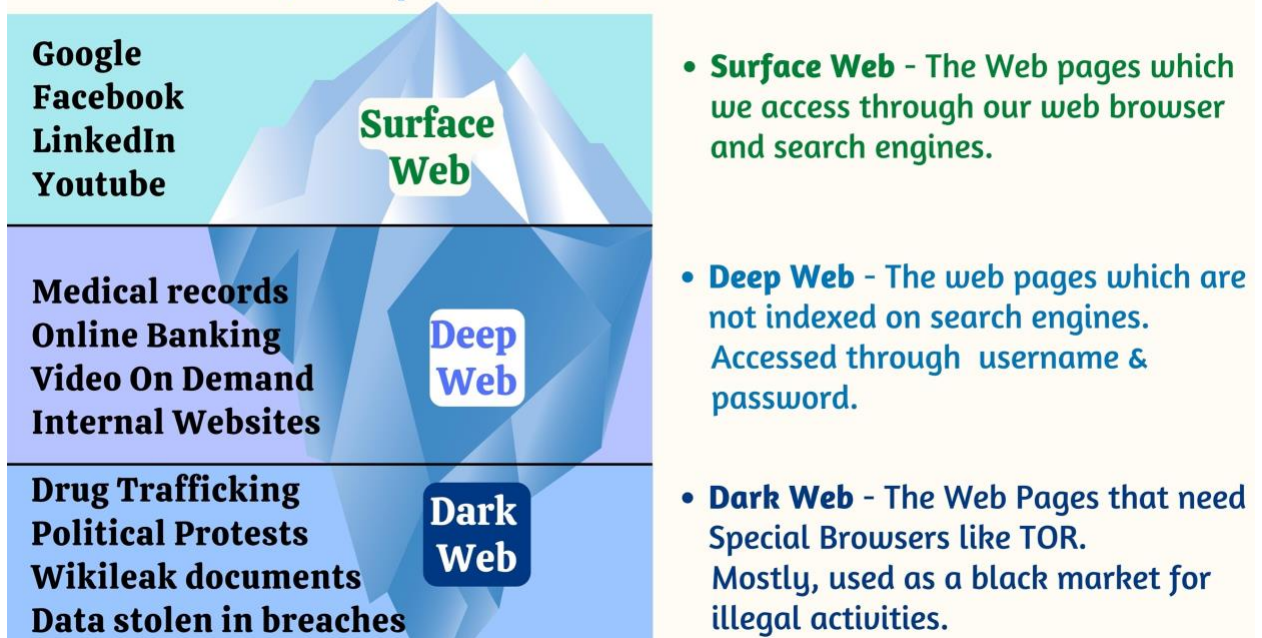 Google
Facebook
LinkedIn
Youtube
Surface
Web
• Surface Web - The Web pages which
we access through our web browser
and search engines.
Medical records
Online Banking
Video On Demand
Internal Websites
Deep
Web
• Deep Web - The web pages which are
not indexed on search engines.
Accessed through username &
password.
Drug Trafficking
Political Protests
Wikileak documents
Data stolen in breaches
Dark
Web
• Dark Web - The Web Pages that need
Special Browsers like TOR.
Mostly, used as a black market for
illegal activities.